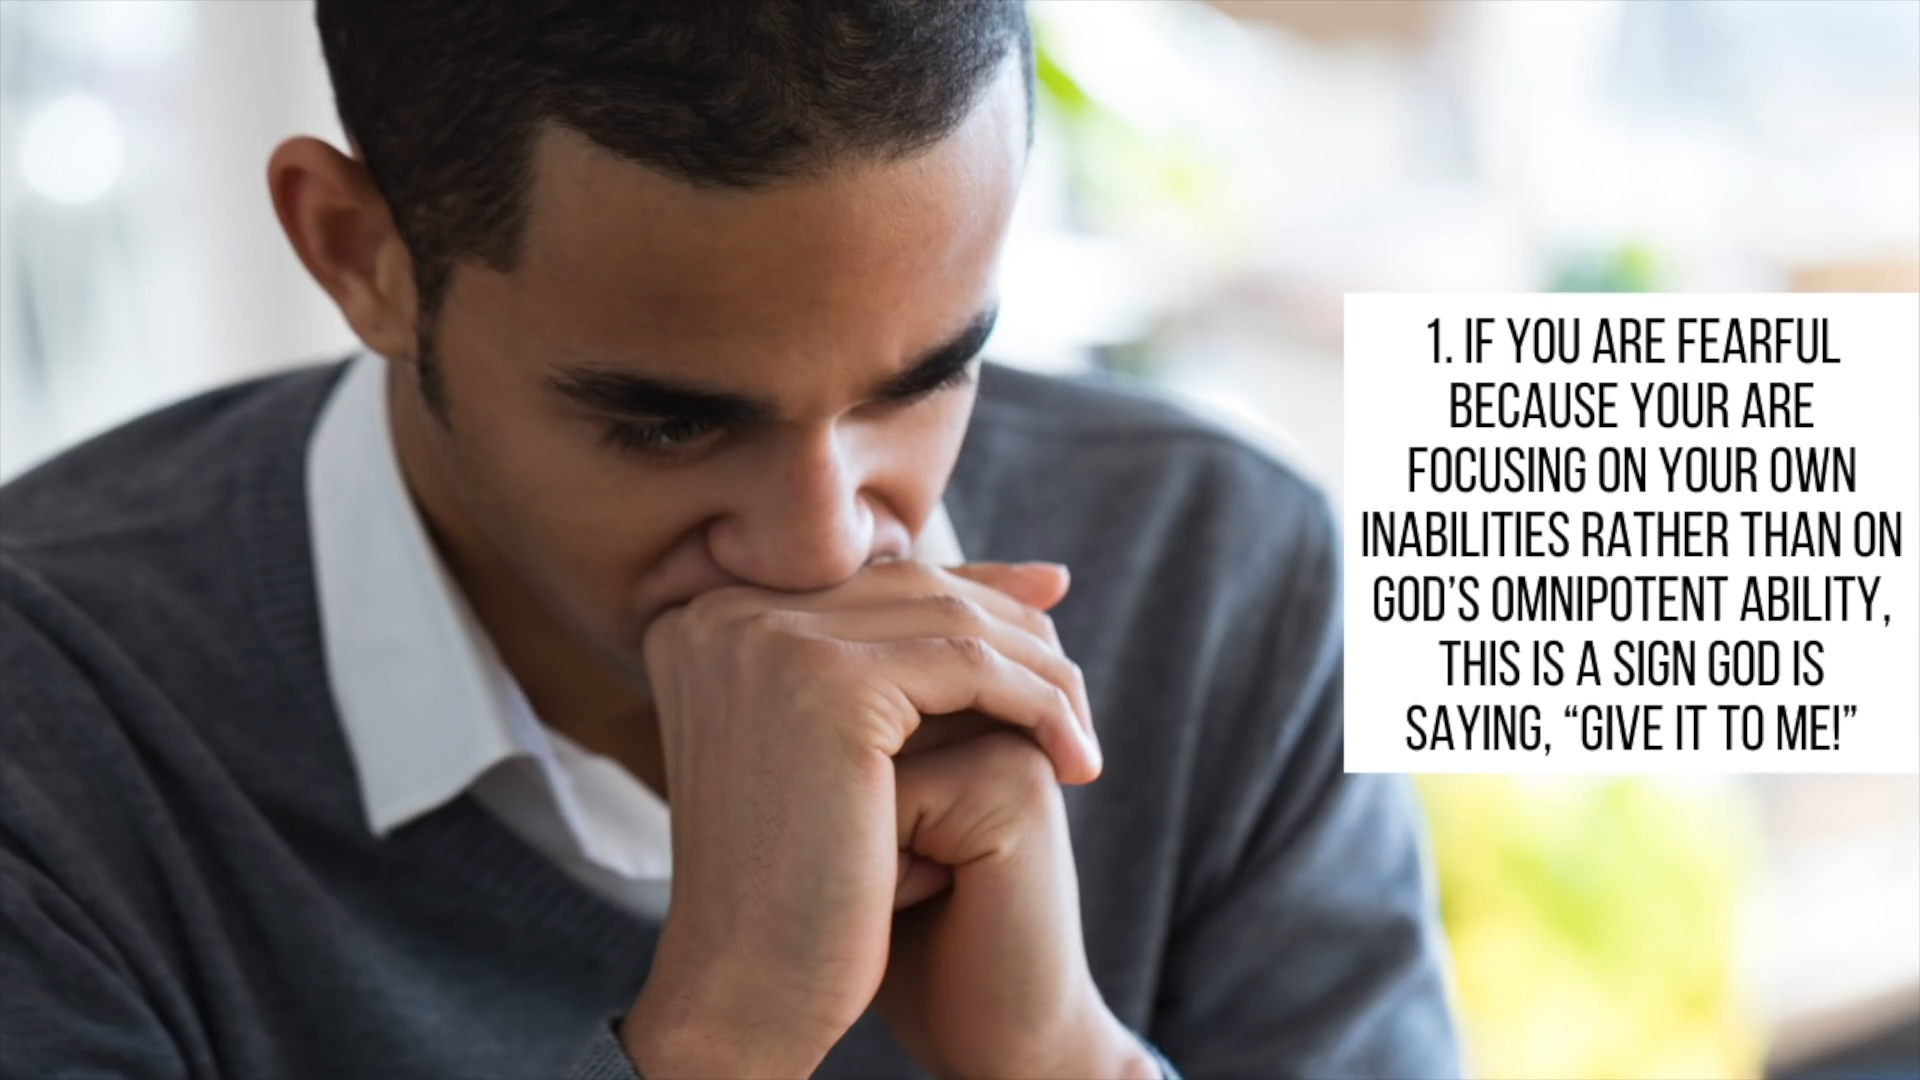 1. IF YOU ARE FEARFUL
BECAUSE YOUR ARE
FOCUSING ON YOUR OWN
INABILITIES RATHER THAN ON
GOD’S OMNIPOTENT ABILITY,
THIS IS A SIGN GOD IS
SAYING, “GIVE IT TO ME!”